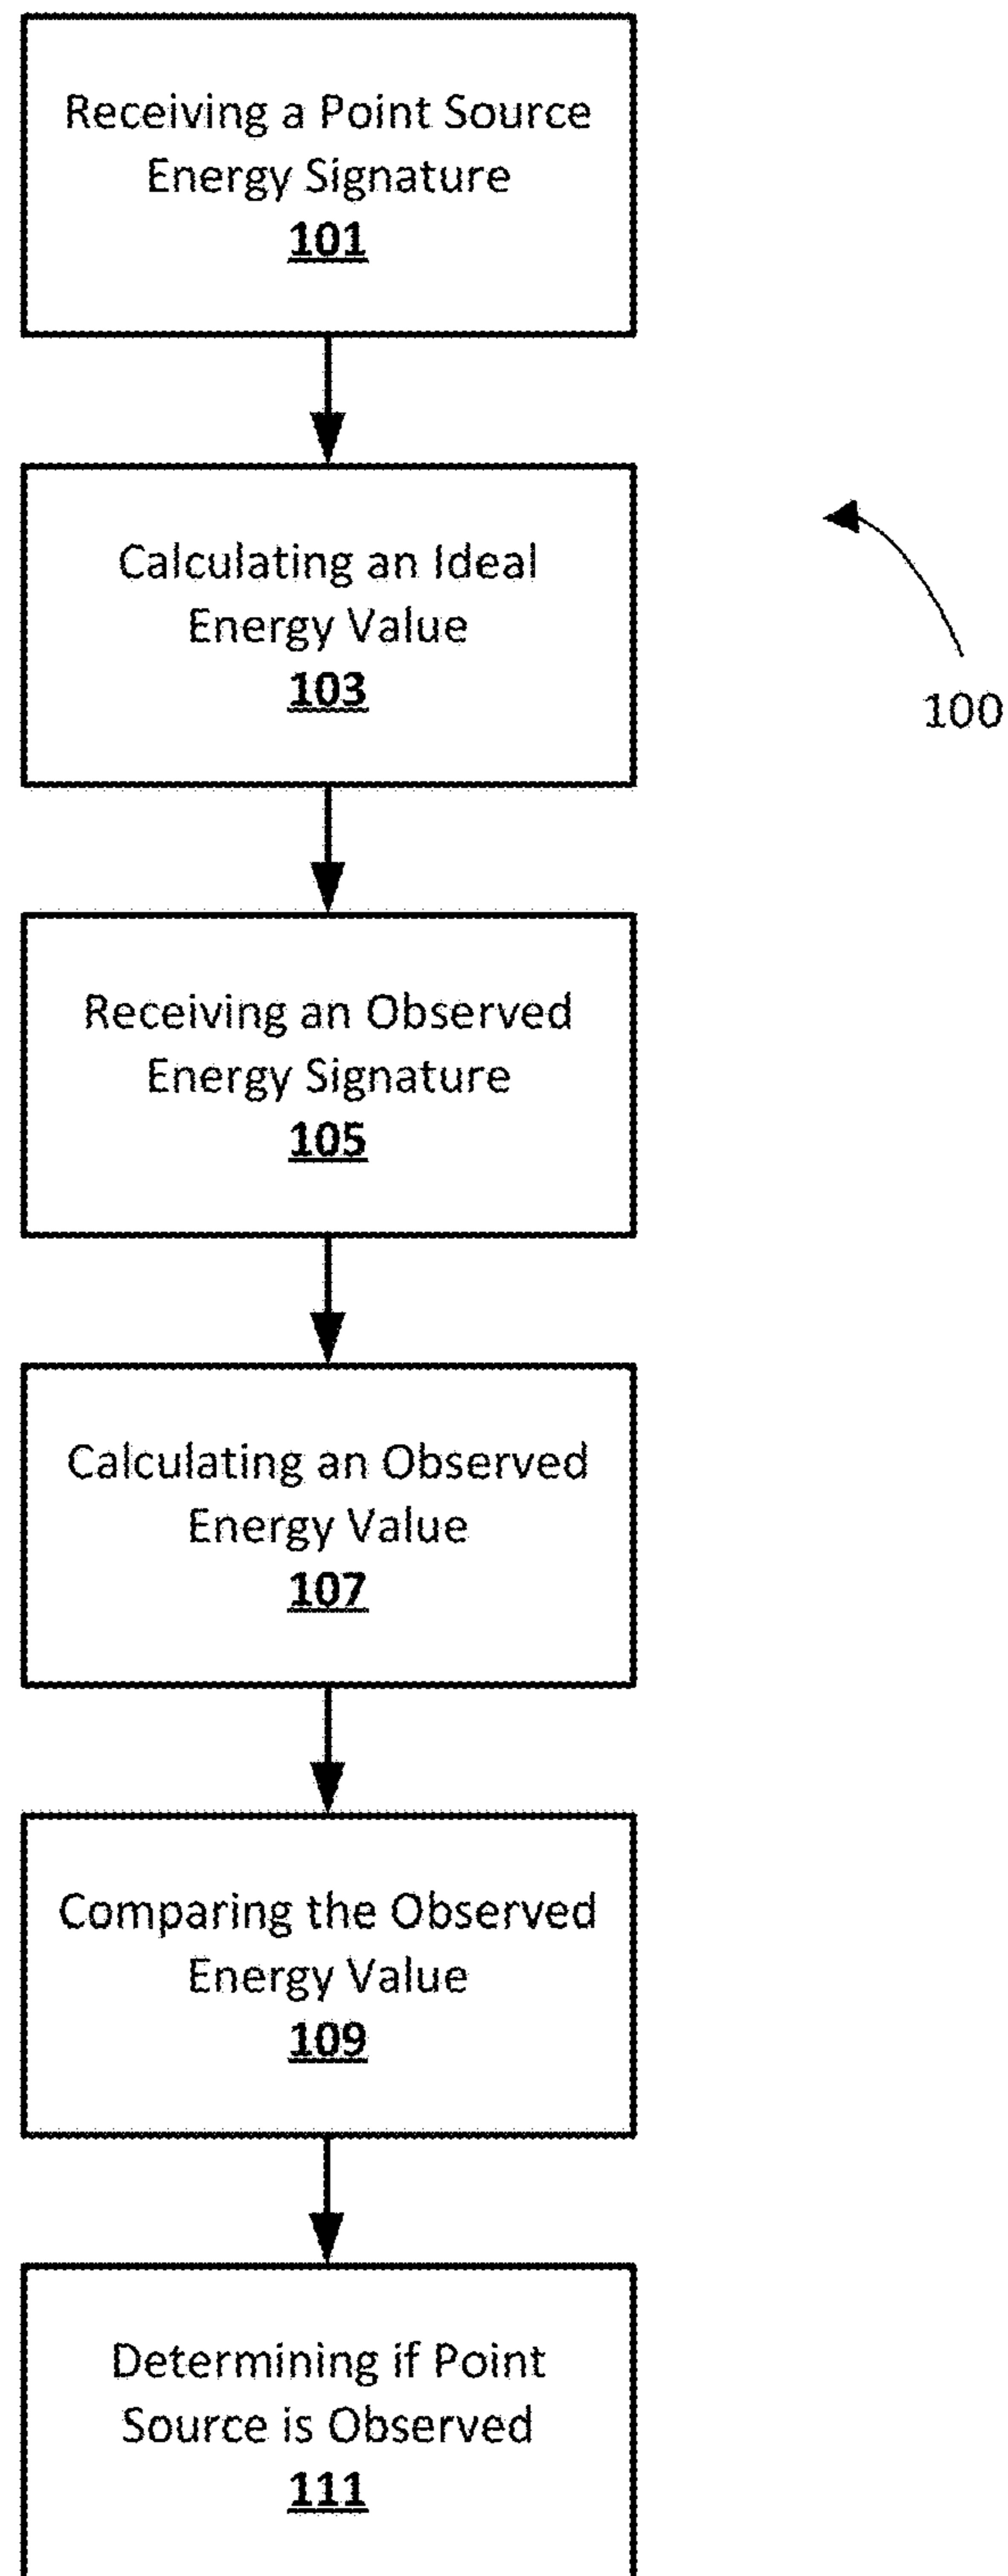 Receiving a Point Source
Energy Signature
101
Calculating an Ideal
Energy Value
103
100
Receiving an Observed
Energy Signature
105
Calculating an Observed
Energy Value
107
Comparing the Observed
Energy Value
109
Determining if Point
Source is Observed
111